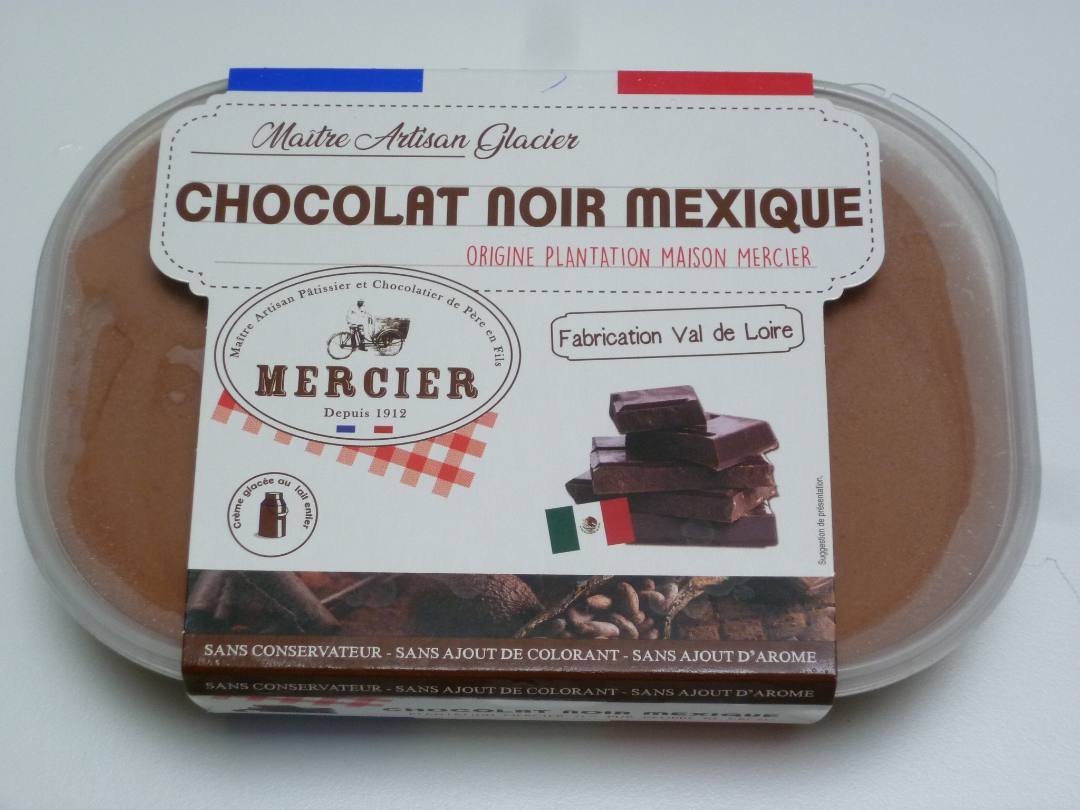 Maître Artisan Glacier
CHOCOLAT NOIR MEXIQUE
ORIGINE PLANTATION MAISON MERCIER
Maître Artisan Pâtissier et Chocolatier de Père en Fils
MERCIER
Depuis 1912
Fabrication Val de Loire
Crème glacée au lait entier
Suggestion de présentation.
SANS CONSERVATEUR - SANS AJOUT DE COLORANT - SANS AJOUT D'AROME
SANS CONSERVATEUR - SANS AJOUT DE COLORANT - SANS AJOUT D'AROME
CHOCOLAT NOIR MEXIQUE